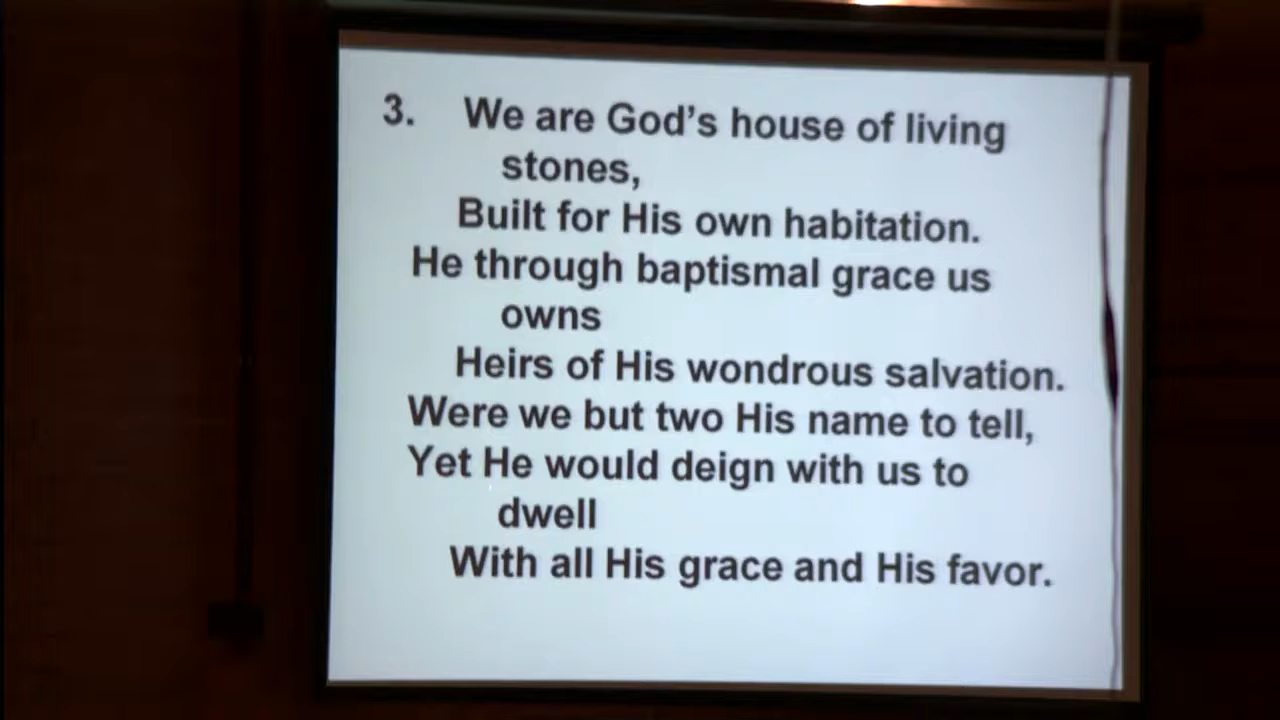 3. We are God's house of living
stones,
Built for His own habitation.
He through baptismal grace us
owns
Heirs of His wondrous salvation.
Were we but two His name to tell,
Yet He would deign with us to
dwell
With all His grace and His favor.